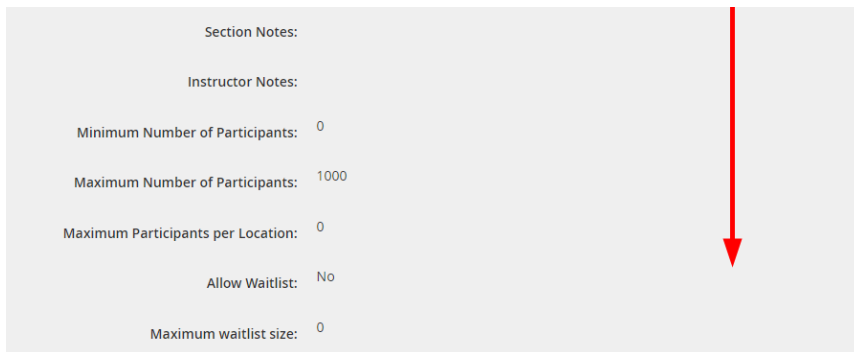 Section Notes:
Instructor Notes:
Minimum Number of Participants: 0
Maximum Number of Participants: 1000
Maximum Participants per Location: 0
Allow Waitlist: No
Maximum waitlist size: 0